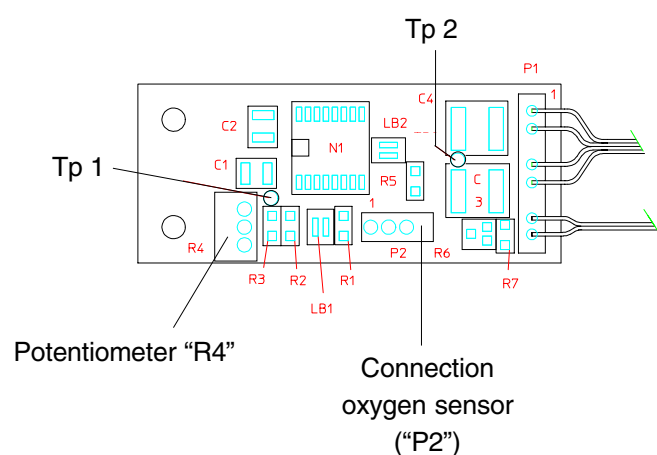 Tp 2
P1
1
C4
C2
LB2
N1
Tp 1
C1
R5
C
3
1
R4
P2
R6
R3
R2
R1
R7
LB1
Potentiometer “R4”
Connection
oxygen sensor
(“P2”)